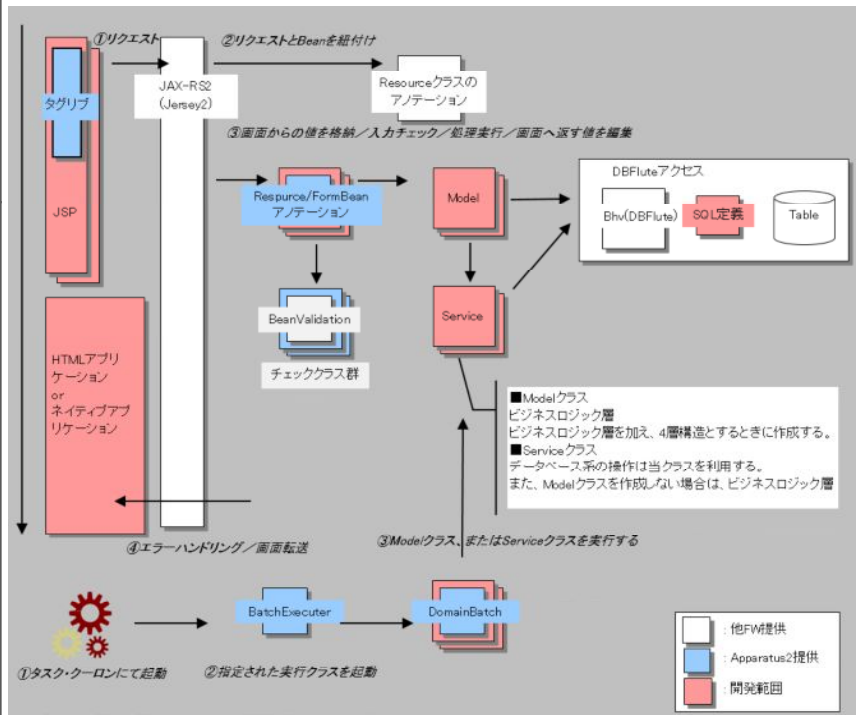 ①リクエスト
②リクエストとBeanを紐付け
タグリブ
JSP
JAX-RS2
(Jersey2)
Resourceクラスの
アノテーション
③画面からの値を格納／入力チェック／処理実行／画面へ返す値を編集
Respurce/FormBean
アノテーション
Model
DBFluteアクセス
Bhv(DBFlute)
SQL定義
Table
BeanValidation
チェッククラス群
Service
HTMLアプリ
ケーション
or
ネイティブアプ
リケーション
■Modelクラス
ビジネスロジック層
ビジネスロジック層を加え、4層構造とするときに作成する。
■Serviceクラス
データベース系の操作は当クラスを利用する。
また、Modelクラスを作成しない場合は、ビジネスロジック層
④エラーハンドリング／画面転送
③Modelクラス、またはServiceクラスを実行する
BatchExecuter
DomainBatch
①タスク・クーロンにて起動
②指定された実行クラスを起動
：他FW提供
：Apparatus2提供
：開発範囲